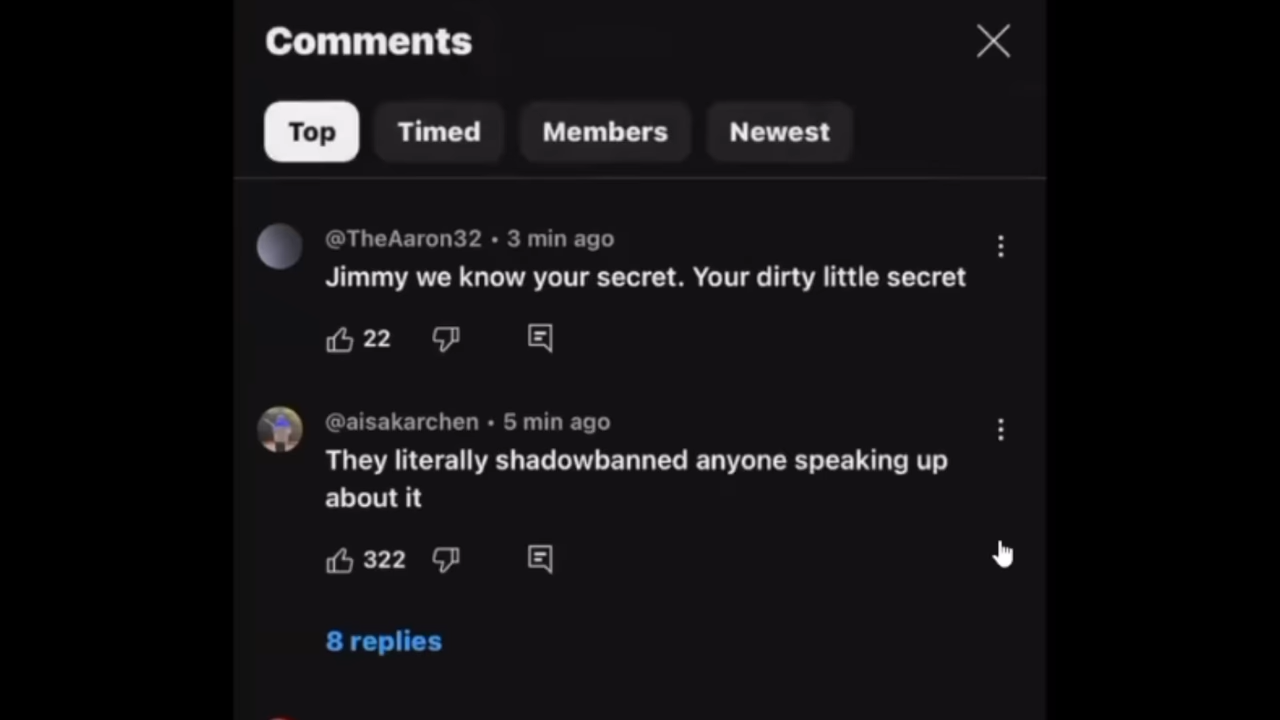 Comments
Top Timed Members Newest
@TheAaron32 • 3 min ago
Jimmy we know your secret. Your dirty little secret
22
@aisakarchen • 5 min ago
They literally shadowbanned anyone speaking up
about it
322
8 replies